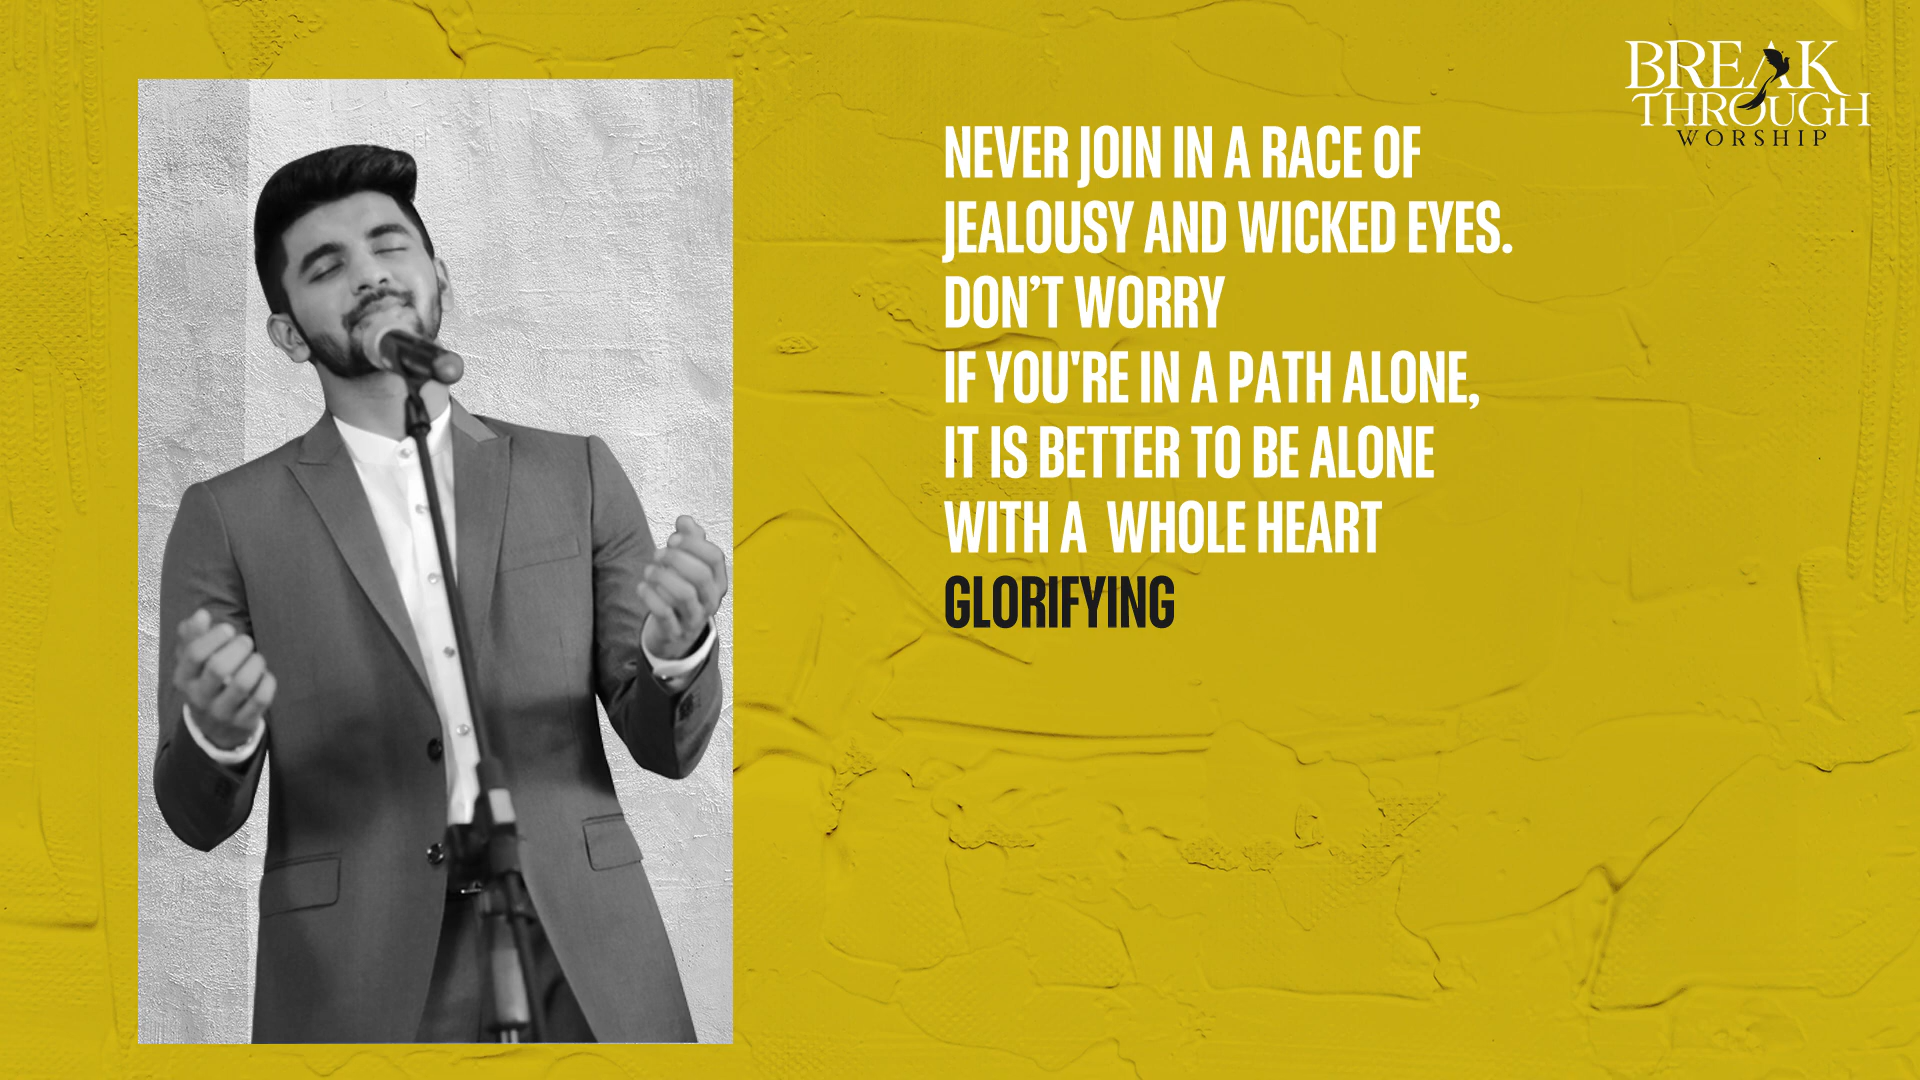 BREAK
THROUGH
WORSHIP
NEVER JOIN IN A RACE OF
JEALOUSY AND WICKED EYES.
DON’T WORRY
IF YOU'RE IN A PATH ALONE,
IT IS BETTER TO BE ALONE
WITH A  WHOLE HEART
GLORIFYING